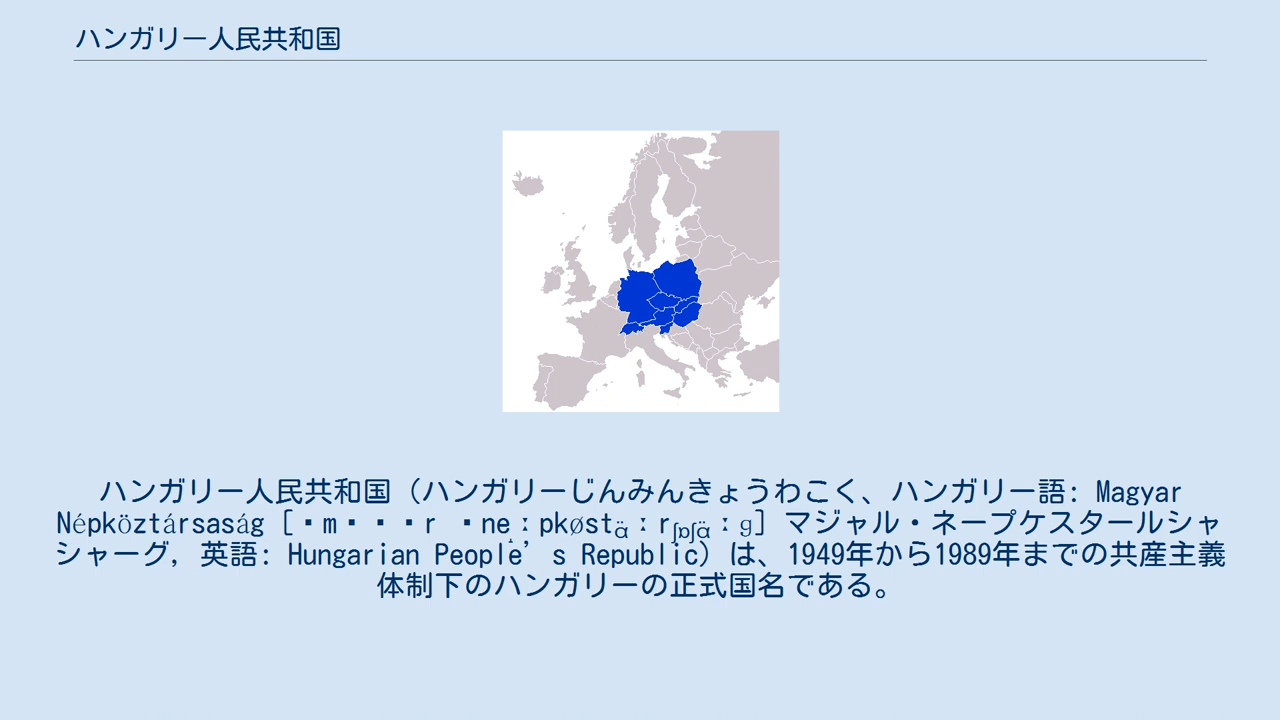 ハンガリー人民共和国
ハンガリー人民共和国（ハンガリーじんみんきょうわこく、ハンガリー語: Magyar
Népköztársaság [ˈm・・・r ˈneːpkøstɑ̈ːrʃɒʃɑ̈ːɡ] マジャル・ネープケスタールシャ
シャーグ, 英語: Hungarian People’s Republic）は、1949年から1989年までの共産主義
体制下のハンガリーの正式国名である。